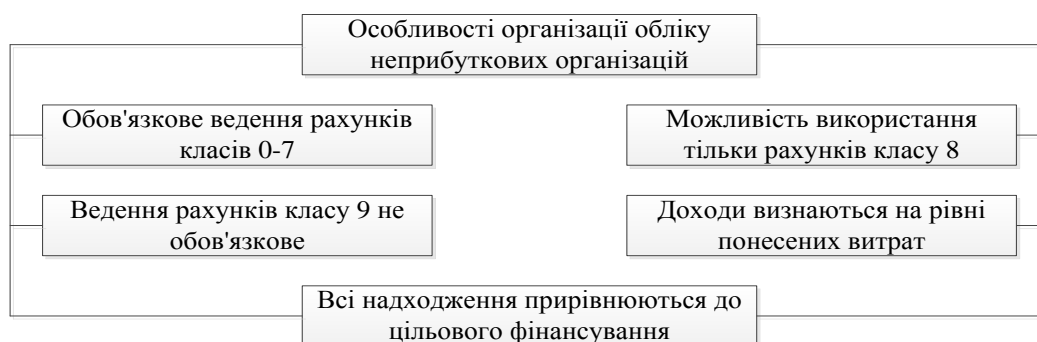 Особливості організації обліку
неприбуткових організацій
Обов'язкове ведення рахунків
класів 0-7
Можливість використання
тільки рахунків класу 8
Ведення рахунків класу 9 не
обов'язкове
Доходи визнаються на рівні
понесених витрат
Всі надходження прирівнюються до
цільового фінансування